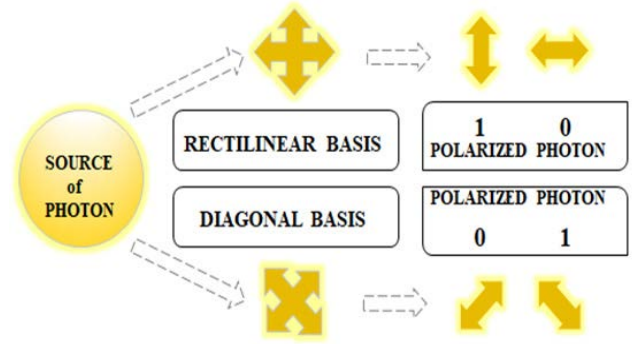 SOURCE
of
PHOTON
RECTILINEAR BASIS
1 0
POLARIZED PHOTON
DIAGONAL BASIS
POLARIZED PHOTON
0 1